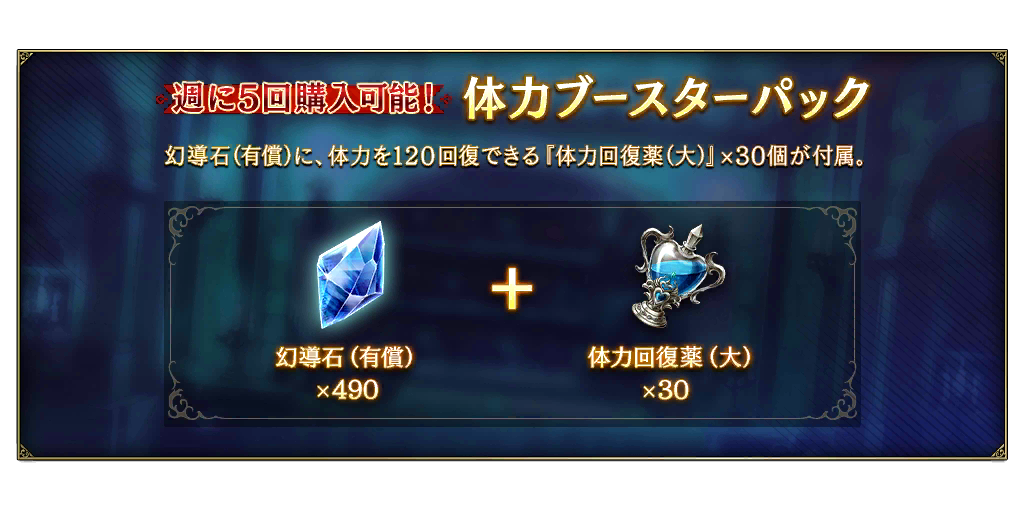 週に5回購入可能! 体力ブースターパック
幻導石(有償)に、体力を120回復できる『体力回復薬(大)』×30個が付属。
+
幻導石(有償) 体力回復薬(大)
×490 ×30